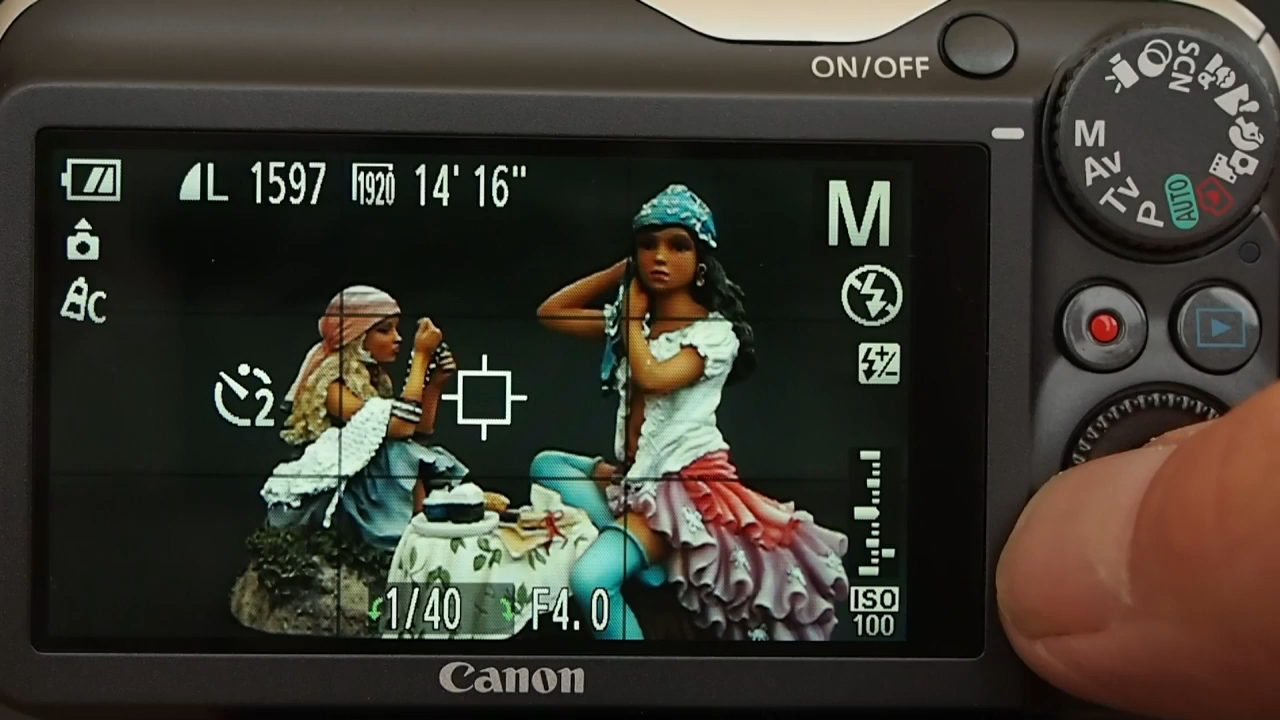 ON/OFF
L 1597 1920 14' 16"
M
C
2
1/40 F4.0
ISO
100
Canon
SCN
M
Av
Tv
P
AUTO